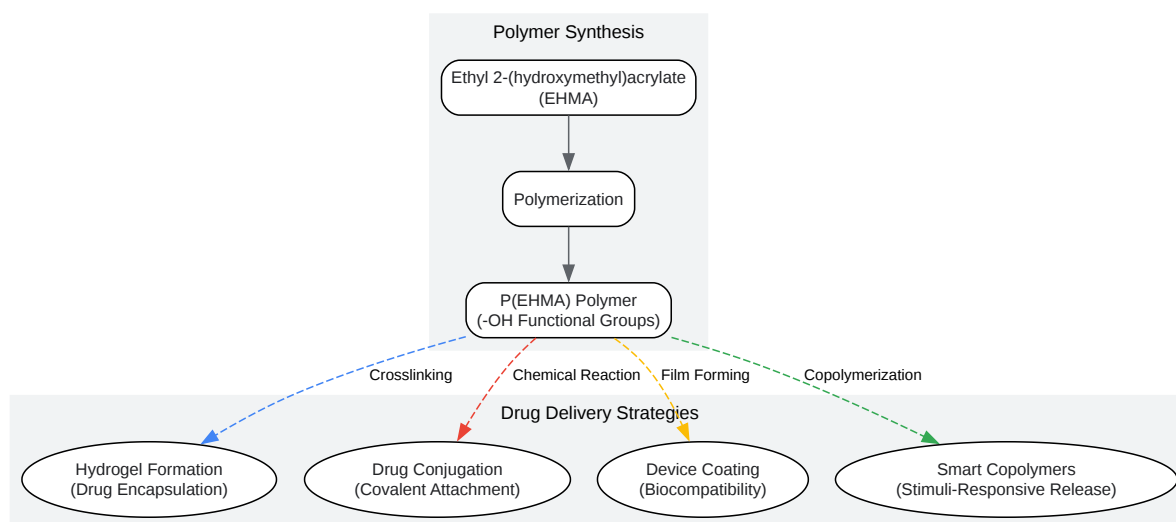 Polymer Synthesis
Ethyl 2-(hydroxymethyl)acrylate
(EHMA)
Polymerization
P(EHMA) Polymer
(-OH Functional Groups)
Crosslinking
Chemical Reaction
Film Forming
Copolymerization
Drug Delivery Strategies
Hydrogel Formation
(Drug Encapsulation)
Drug Conjugation
(Covalent Attachment)
Device Coating
(Biocompatibility)
Smart Copolymers
(Stimuli-Responsive Release)